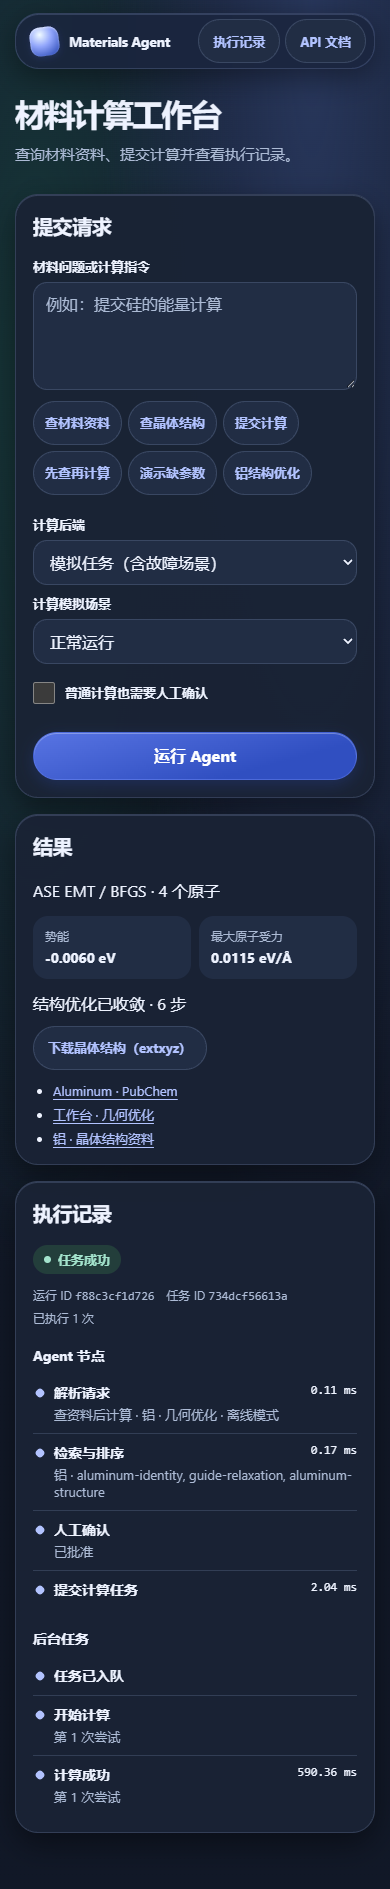 Materials Agent
执行记录
API 文档
材料计算工作台
查询材料资料、提交计算并查看执行记录。
提交请求
材料问题或计算指令
例如：提交硅的能量计算
查材料资料
查晶体结构
提交计算
先查再计算
演示缺参数
铝结构优化
计算后端
模拟任务（含故障场景）
计算模拟场景
正常运行
普通计算也需要人工确认
运行 Agent
结果
ASE EMT / BFGS · 4 个原子
势能
-0.0060 eV
最大原子受力
0.0115 eV/Å
结构优化已收敛 · 6 步
下载晶体结构（extxyz）
Aluminum · PubChem
工作台 · 几何优化
铝 · 晶体结构资料
执行记录
任务成功
运行 ID f88c3cf1d726 任务 ID 734dcf56613a
已执行 1 次
Agent 节点
解析请求
0.11 ms
查资料后计算 · 铝 · 几何优化 · 离线模式
检索与排序
0.17 ms
铝 · aluminum-identity, guide-relaxation, aluminum-
structure
人工确认
已批准
提交计算任务
2.04 ms
后台任务
任务已入队
开始计算
第 1 次尝试
计算成功
590.36 ms
第 1 次尝试